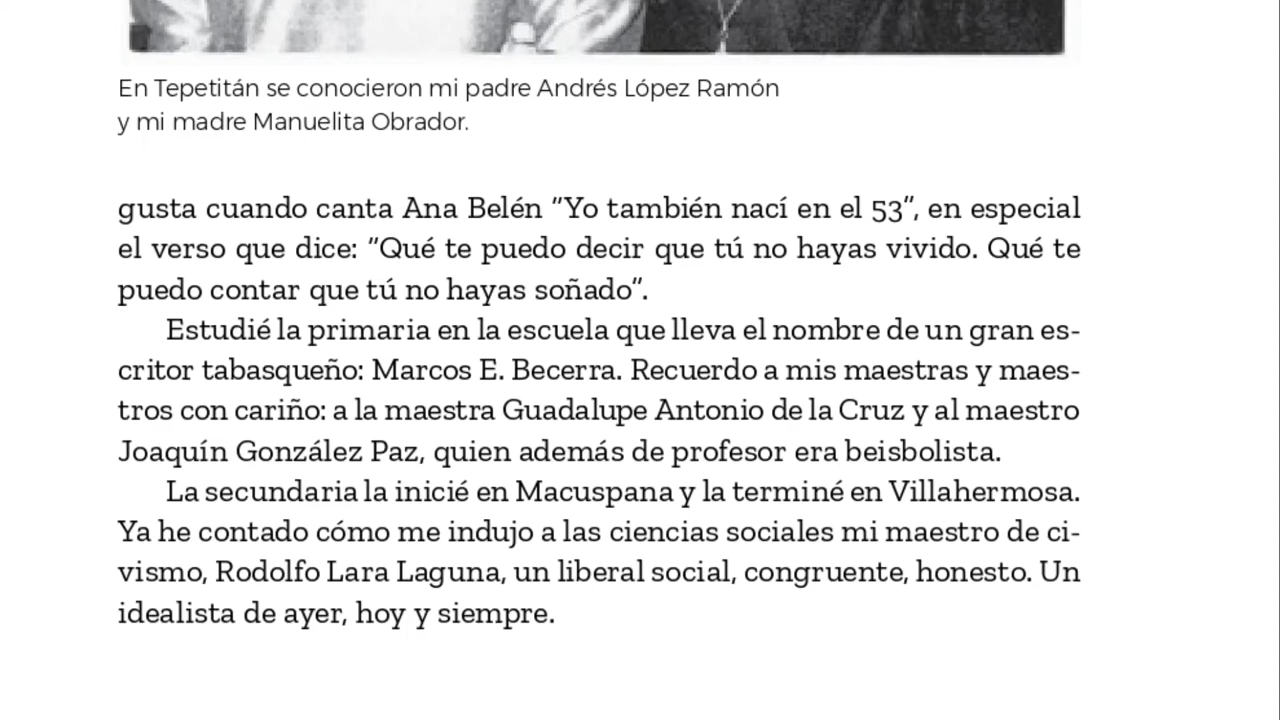 En Tepetitán se conocieron mi padre Andrés López Ramón
y mi madre Manuelita Obrador.
gusta cuando canta Ana Belén “Yo también nací en el 53”, en especial
el verso que dice: “Qué te puedo decir que tú no hayas vivido. Qué te
puedo contar que tú no hayas soñado”.
Estudié la primaria en la escuela que lleva el nombre de un gran es-
critor tabasqueño: Marcos E. Becerra. Recuerdo a mis maestras y maes-
tros con cariño: a la maestra Guadalupe Antonio de la Cruz y al maestro
Joaquín González Paz, quien además de profesor era beisbolista.
La secundaria la inicié en Macuspana y la terminé en Villahermosa.
Ya he contado cómo me indujo a las ciencias sociales mi maestro de ci-
vismo, Rodolfo Lara Laguna, un liberal social, congruente, honesto. Un
idealista de ayer, hoy y siempre.